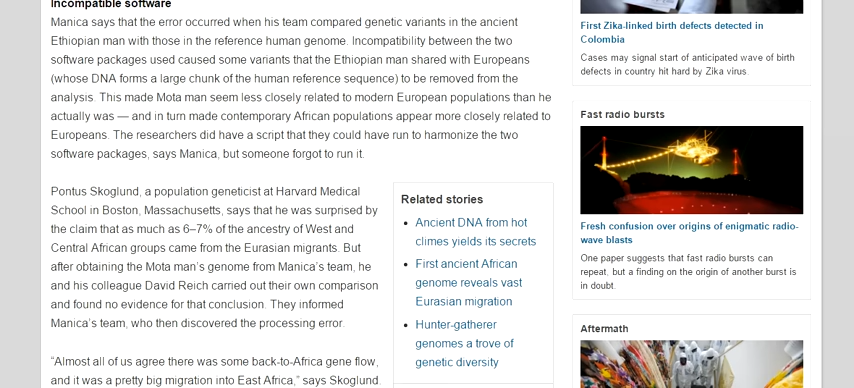 Incompatible software
Manica says that the error occurred when his team compared genetic variants in the ancient
Ethiopian man with those in the reference human genome. Incompatibility between the two
software packages used caused some variants that the Ethiopian man shared with Europeans
(whose DNA forms a large chunk of the human reference sequence) to be removed from the
analysis. This made Mota man seem less closely related to modern European populations than he
actually was — and in turn made contemporary African populations appear more closely related to
Europeans. The researchers did have a script that they could have run to harmonize the two
software packages, says Manica, but someone forgot to run it.
Pontus Skoglund, a population geneticist at Harvard Medical
School in Boston, Massachusetts, says that he was surprised by
the claim that as much as 6–7% of the ancestry of West and
Central African groups came from the Eurasian migrants. But
after obtaining the Mota man's genome from Manica's team, he
and his colleague David Reich carried out their own comparison
and found no evidence for that conclusion. They informed
Manica's team, who then discovered the processing error.
“Almost all of us agree there was some back-to-Africa gene flow,
and it was a pretty big migration into East Africa,” says Skoglund.
Related stories
• Ancient DNA from hot
climes yields its secrets
• First ancient African
genome reveals vast
Eurasian migration
• Hunter-gatherer
genomes a trove of
genetic diversity
First Zika-linked birth defects detected in
Colombia
Cases may signal start of anticipated wave of birth
defects in country hit hard by Zika virus.
Fast radio bursts
Fresh confusion over origins of enigmatic radio-
wave blasts
One paper suggests that fast radio bursts can
repeat, but a finding on the origin of another burst is
in doubt.
Aftermath